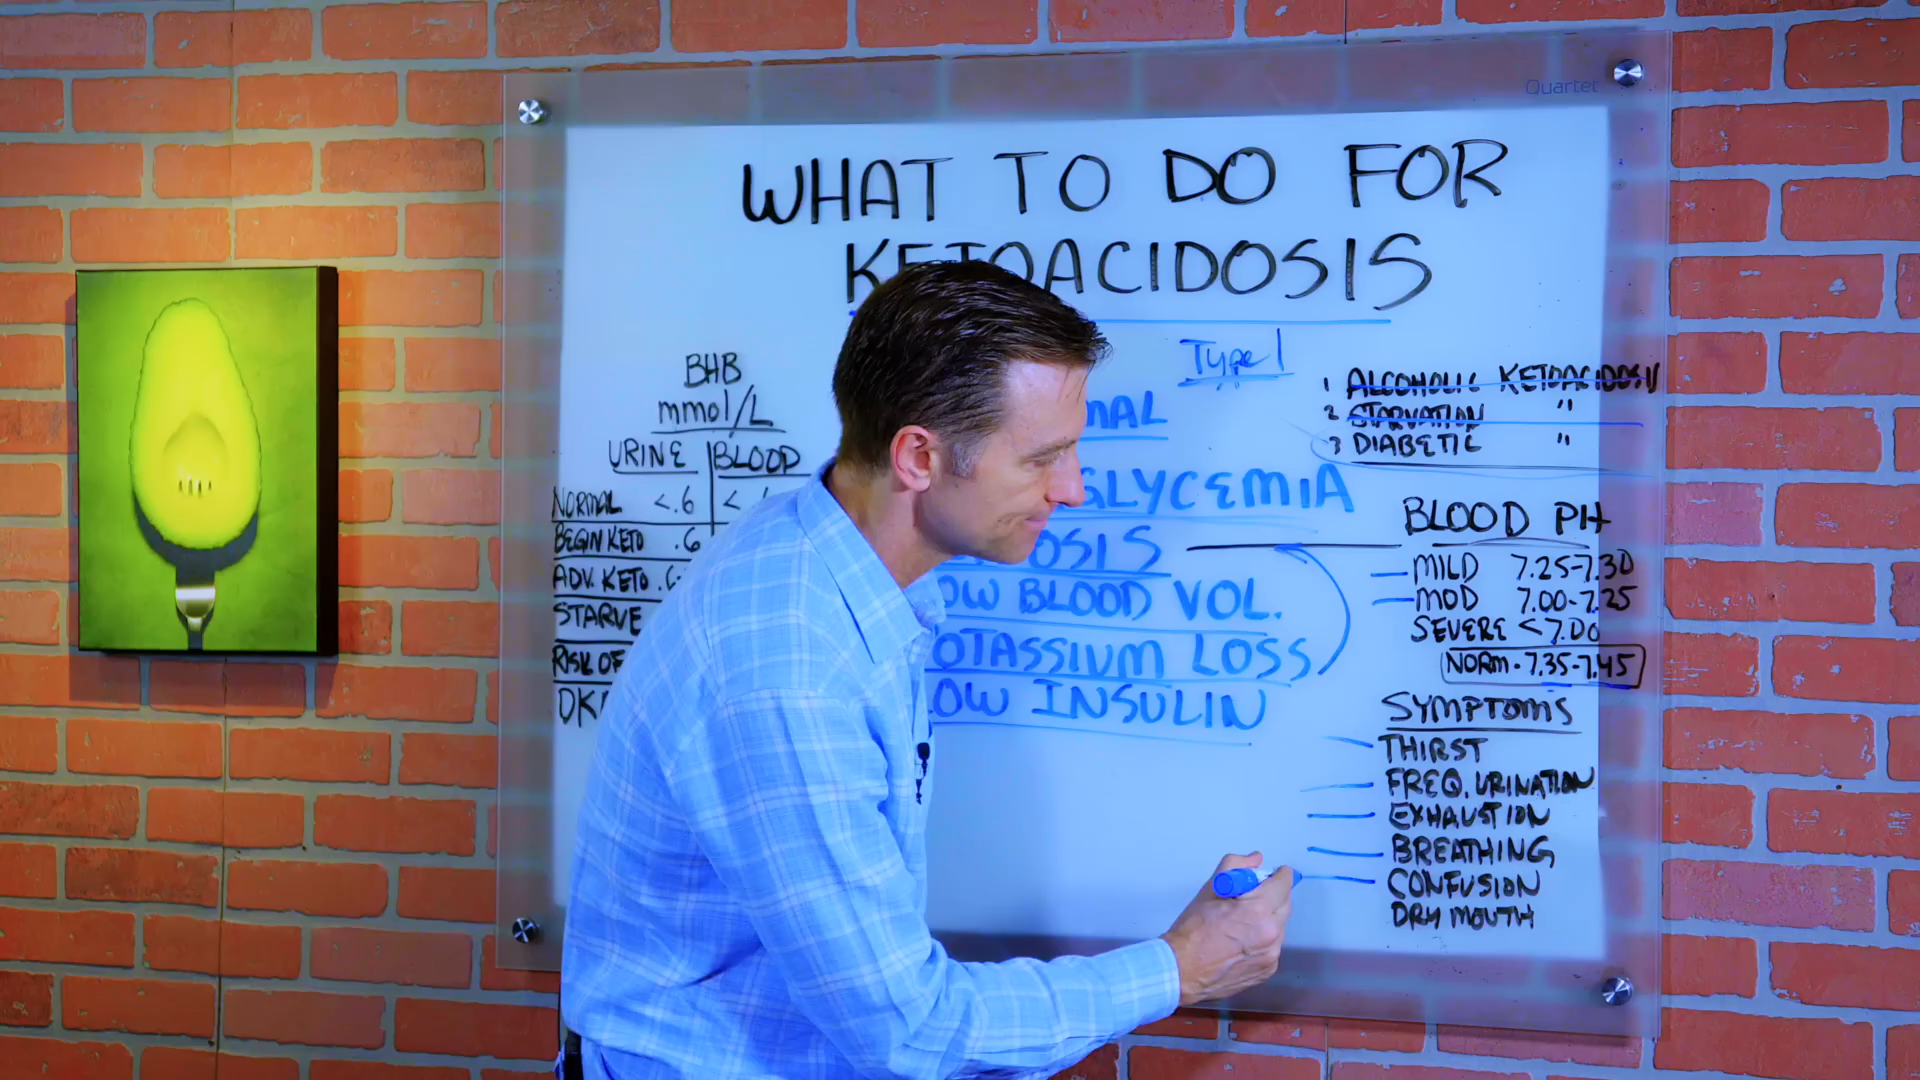 Quartet
WHAT TO DO FOR
KETOACIDOSIS
BHB
mmol/L
URINE BLOOD
NORMAL <.6 <
BEGIN KETO .6
ADV. KETO
STARVE
RISK OF
Type 1
GLYCEMIA
OSIS
BLOOD VOL.
OTASSIUM LOSS
INSULIN
1 ALCOHOLIC KETOACIDOSIS
2 STARVATION "
3 DIABETIC "
BLOOD PH
MILD 7.25-7.30
MOD 7.00-7.25
SEVERE <7.00
NORM. 7.35-7.45
SYMPTOMS
THIRST
FREQ. URINATION
EXHAUSTION
BREATHING
CONFUSION
DRY MOUTH